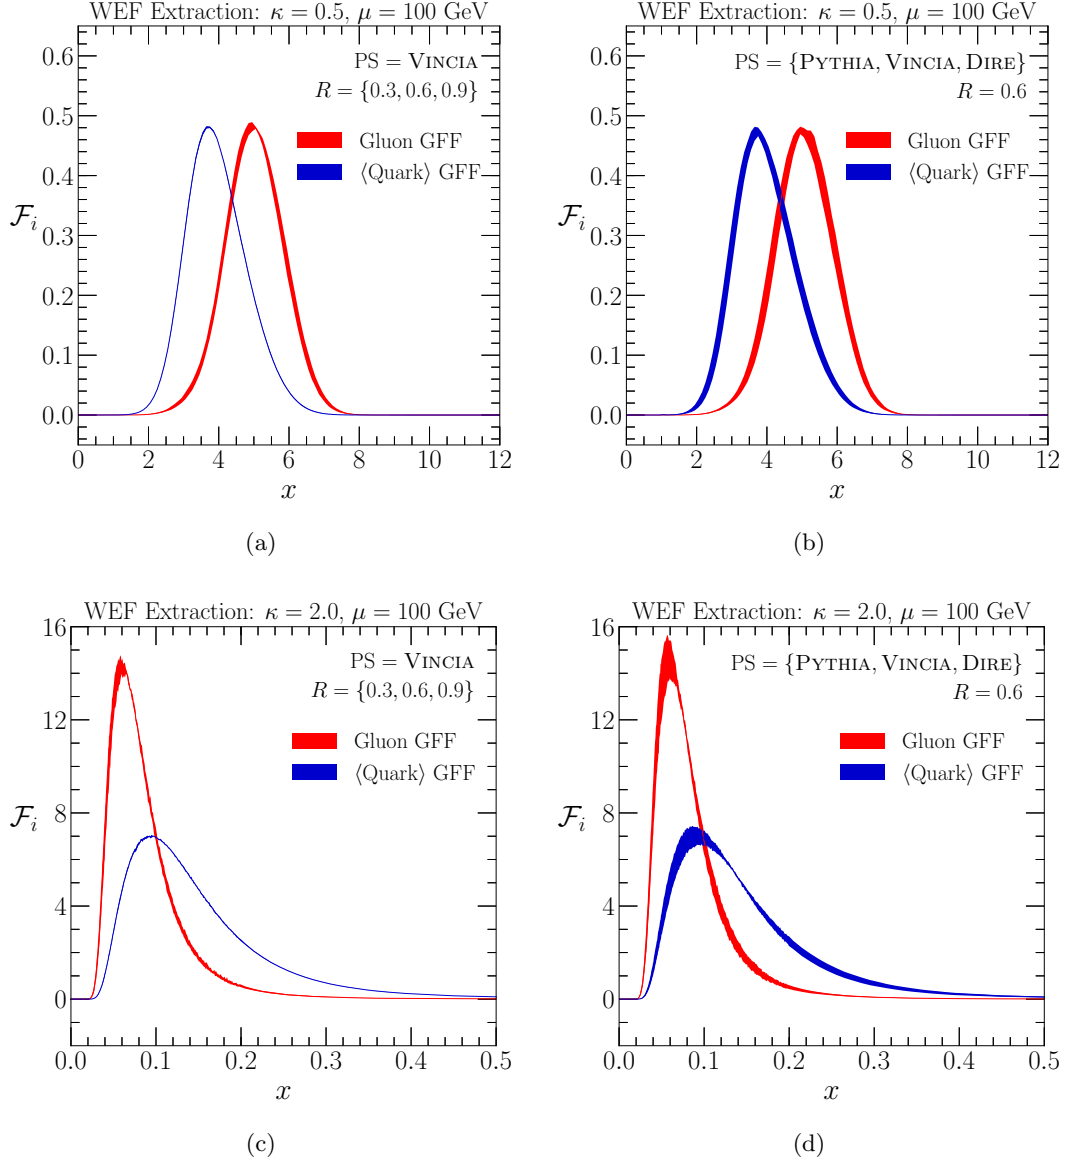 WEF Extraction: κ = 0.5, μ = 100 GeV
PS = VINCIA
R = {0.3, 0.6, 0.9}
Gluon GFF
⟨Quark⟩ GFF
0.6
0.5
0.4
0.3
0.2
0.1
0.0
ℱᵢ
0 2 4 6 8 10 12
x
(a)
WEF Extraction: κ = 0.5, μ = 100 GeV
PS = {PYTHIA, VINCIA, DIRE}
R = 0.6
Gluon GFF
⟨Quark⟩ GFF
0.6
0.5
0.4
0.3
0.2
0.1
0.0
ℱᵢ
0 2 4 6 8 10 12
x
(b)
WEF Extraction: κ = 2.0, μ = 100 GeV
PS = VINCIA
R = {0.3, 0.6, 0.9}
Gluon GFF
⟨Quark⟩ GFF
16
12
8
4
0
ℱᵢ
0.0 0.1 0.2 0.3 0.4 0.5
x
(c)
WEF Extraction: κ = 2.0, μ = 100 GeV
PS = {PYTHIA, VINCIA, DIRE}
R = 0.6
Gluon GFF
⟨Quark⟩ GFF
16
12
8
4
0
ℱᵢ
0.0 0.1 0.2 0.3 0.4 0.5
x
(d)